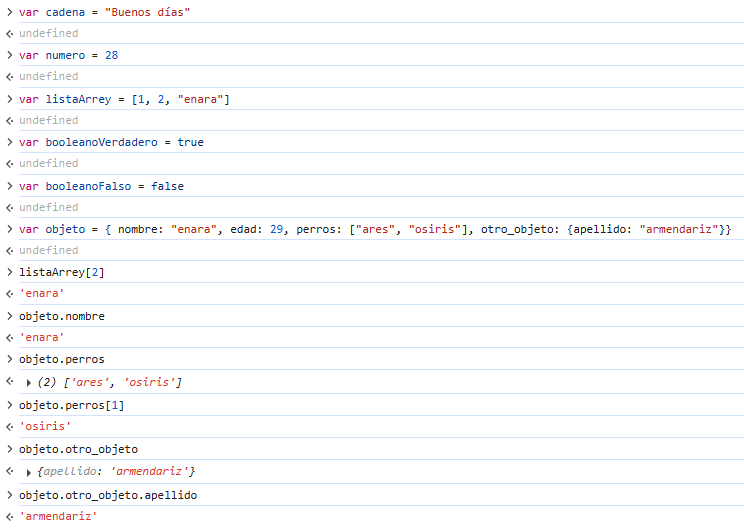 var cadena = "Buenos días"
undefined
var numero = 28
undefined
var listaArrey = [1, 2, "enara"]
undefined
var booleanoVerdadero = true
undefined
var booleanoFalso = false
undefined
var objeto = { nombre: "enara", edad: 29, perros: ["ares", "osiris"], otro_objeto: {apellido: "armendariz"}}
undefined
listaArrey[2]
'enara'
objeto.nombre
'enara'
objeto.perros
(2) ['ares', 'osiris']
objeto.perros[1]
'osiris'
objeto.otro_objeto
{apellido: 'armendariz'}
objeto.otro_objeto.apellido
'armendariz'